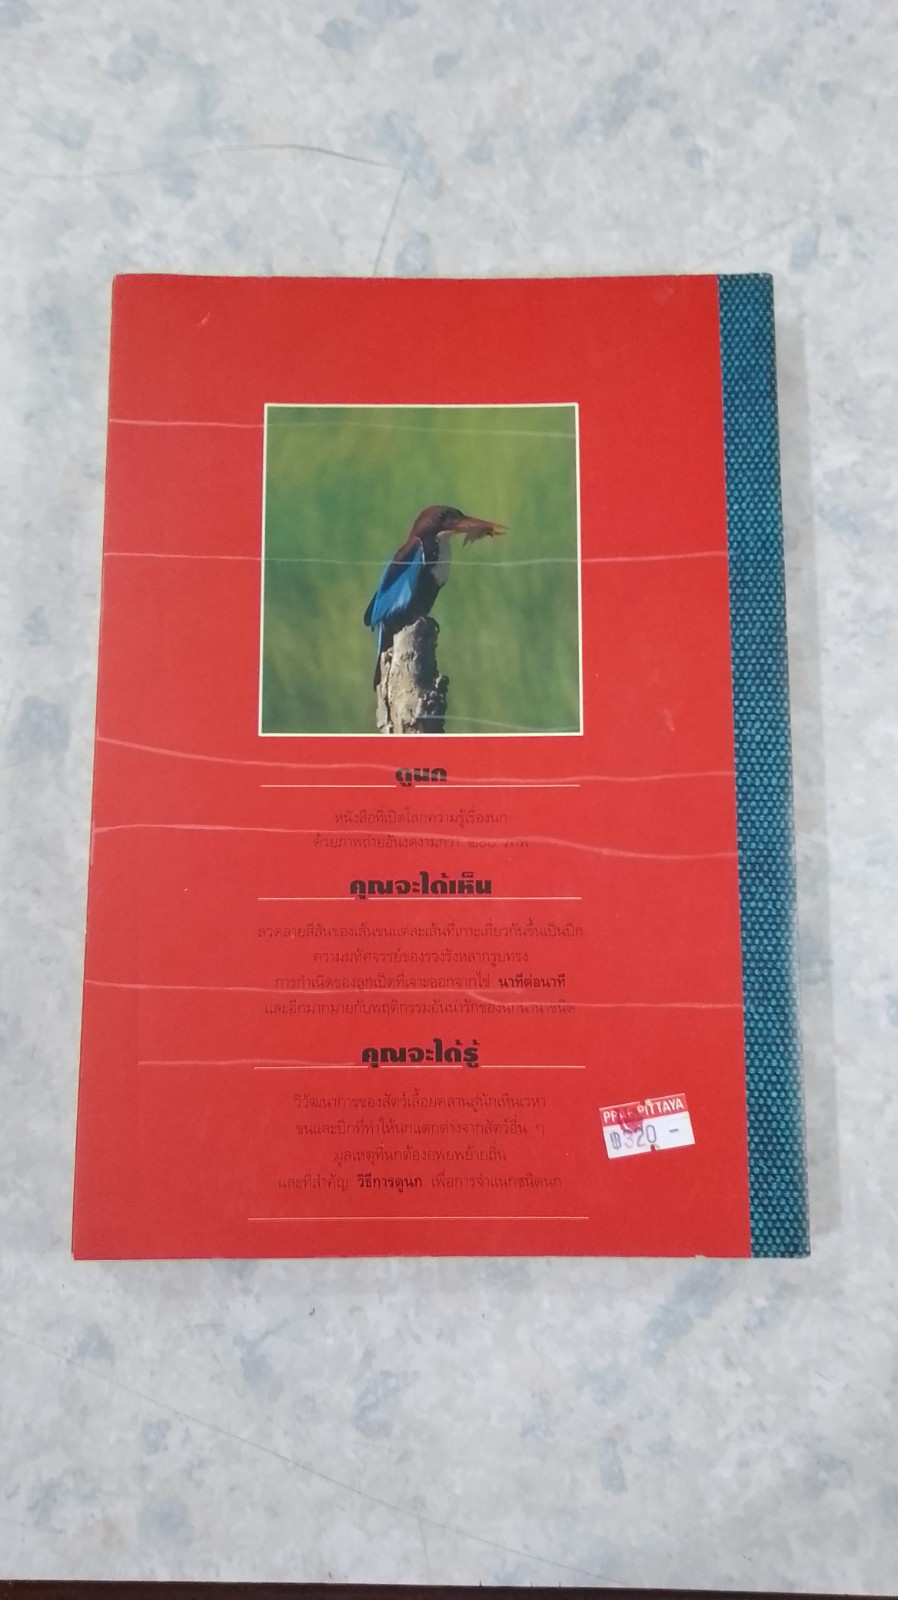 ดูนก
หนังสือที่เปิดโลกความรู้เรื่องนก
ด้วยภาพถ่ายอันงดงามกว่า ๒๐๐ ภาพ
คุณจะได้เห็น
ลวดลายสีสันของเส้นขนแต่ละเส้นที่เกาะเกี่ยวกันขึ้นเป็นปีก
ความมหัศจรรย์ของรวงรังหลากรูปทรง
การกำเนิดของลูกเป็ดที่เจาะออกจากไข่ นาทีต่อนาที
และอีกมากมายกับพฤติกรรมอันน่ารักของนกนานาชนิด
คุณจะได้รู้
วิวัฒนาการของสัตว์เลื้อยคลานสู่นักเหินเวหา
ขนและปีกที่ทำให้นกแตกต่างจากสัตว์อื่น ๆ
มูลเหตุที่นกต้องอพยพย้ายถิ่น
และที่สำคัญ วิธีการดูนก เพื่อการจำแนกชนิดนก
PITTAYA
฿320 -